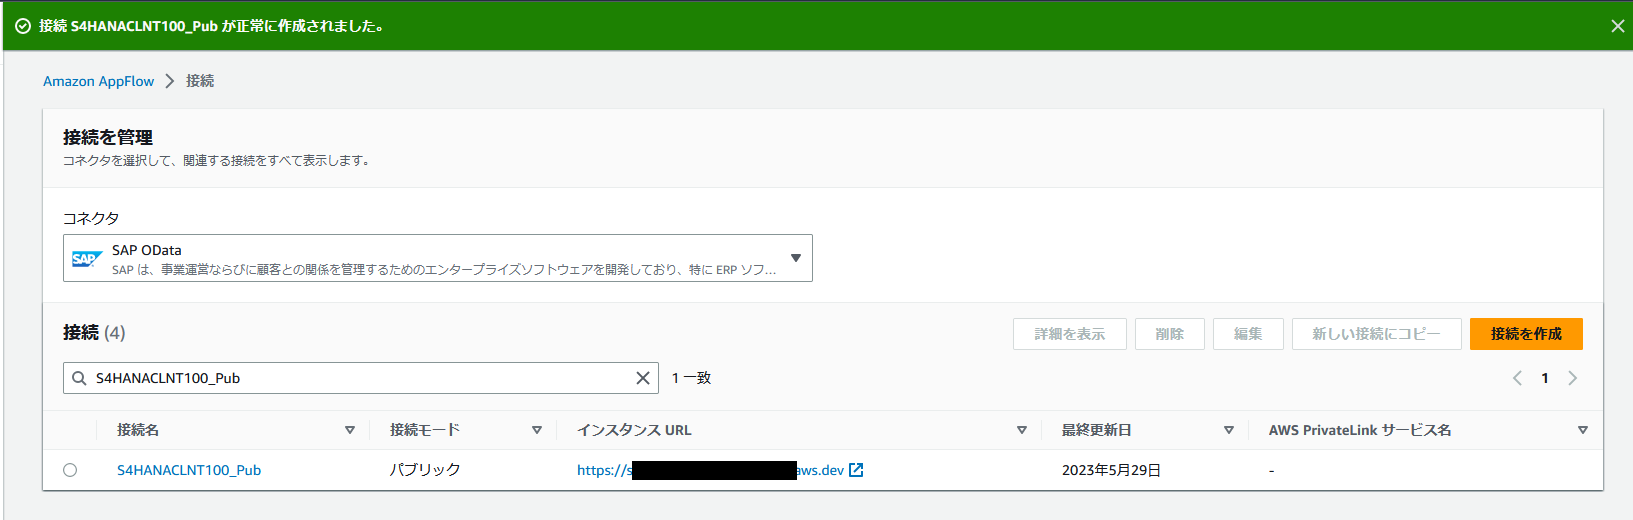 接続 S4HANACLNT100_Pub が正常に作成されました。
Amazon AppFlow > 接続
接続を管理
コネクタを選択して、関連する接続をすべて表示します。
コネクタ
SAP
SAP OData
SAP は、事業運営ならびに顧客との関係を管理するためのエンタープライズソフトウェアを開発しており、特に ERP ソフ...
接続 (4)
詳細を表示
削除
編集
新しい接続にコピー
接続を作成
S4HANACLNT100_Pub
1 一致
1
接続名 接続モード インスタンス URL 最終更新日 AWS PrivateLink サービス名
S4HANACLNT100_Pub パブリック https://s aws.dev 2023年5月29日 -